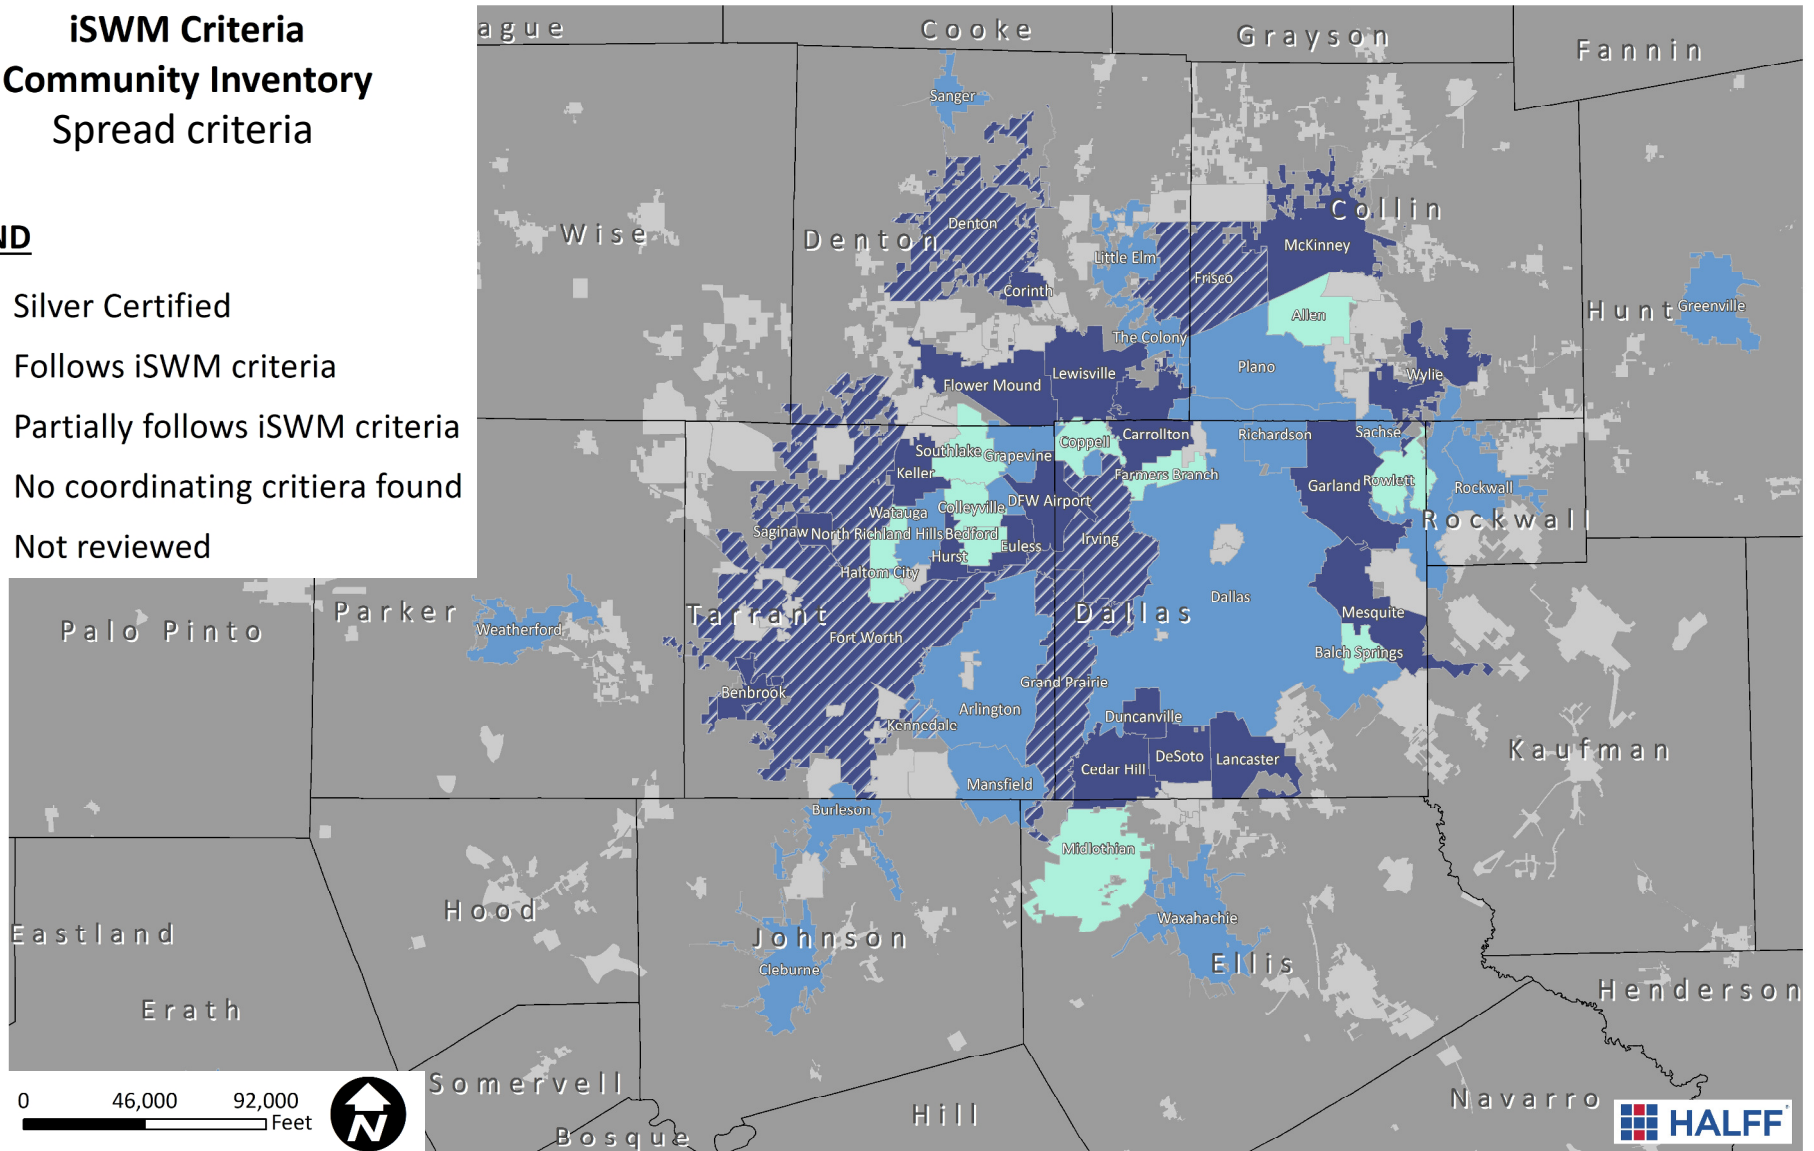 iSWM Criteria
Community Inventory
Spread criteria
ND
Silver Certified
Follows iSWM criteria
Partially follows iSWM criteria
No coordinating critiera found
Not reviewed
ague
Cooke
Grayson
Fannin
Sanger
Wise
Denton
Denton
Corinth
Little Elm
Frisco
Collin
McKinney
Allen
Hunt
Greenville
The Colony
Plano
Wylie
Flower Mound
Lewisville
Southlake
Grapevine
Coppell
Carrollton
Richardson
Sachse
Keller
Farmers Branch
Garland
Rowlett
Rockwall
Rockwall
Watauga
Colleyville
DFW Airport
Saginaw
North Richland Hills
Bedford
Hurst
Euless
Irving
Haltom City
Palo Pinto
Parker
Weatherford
Tarrant
Fort Worth
Dallas
Dallas
Mesquite
Balch Springs
Benbrook
Grand Prairie
Kennedale
Arlington
Duncanville
Mansfield
Cedar Hill
DeSoto
Lancaster
Kaufman
Burleson
Midlothian
Hood
Johnson
Cleburne
Waxahachie
Ellis
Eastland
Erath
Henderson
Somervell
Bosque
Hill
Navarro
0 46,000 92,000
Feet
N
HALFF